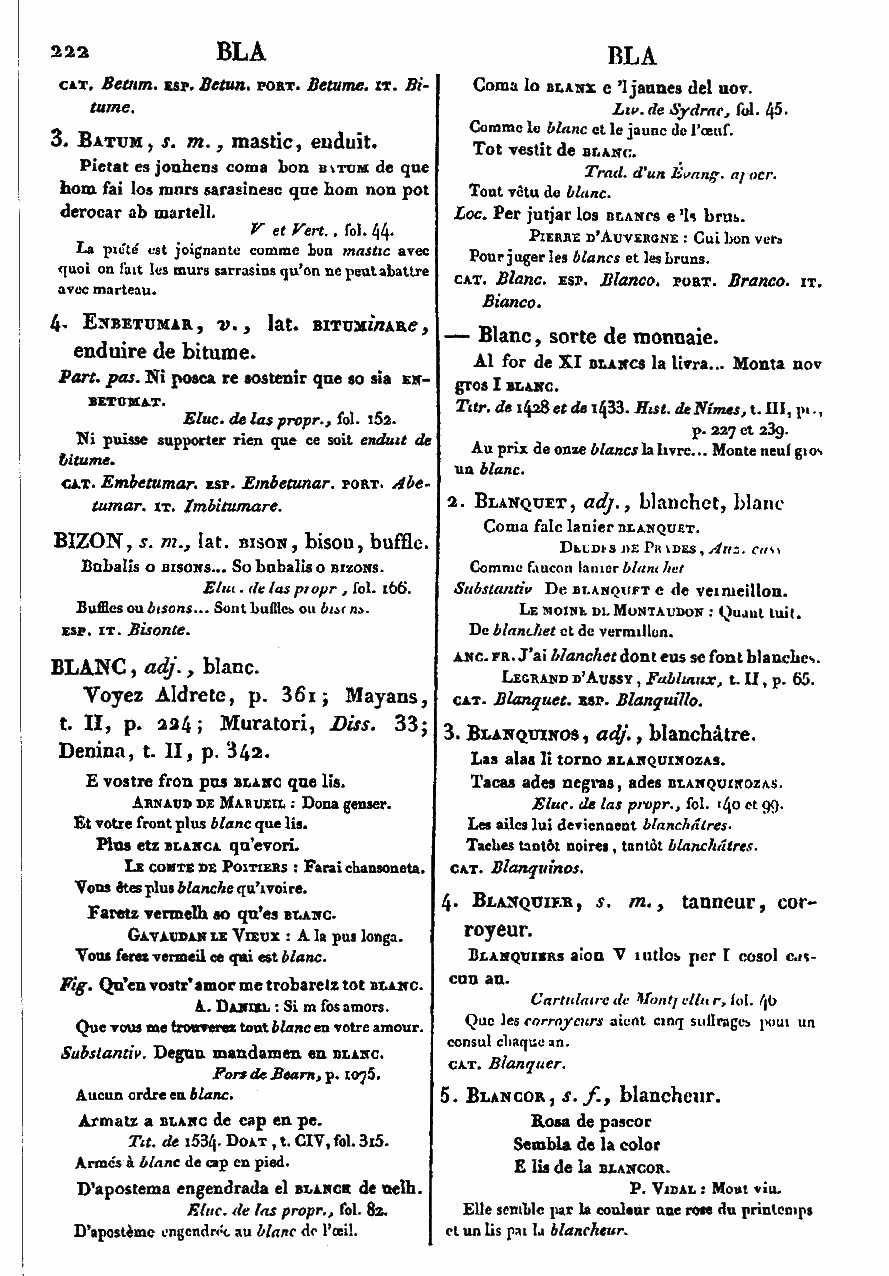 222 BLA BLA
CAT. Betum. ESP. Betun. PORT. Betume. IT. Bi-
tume.
3. BATUM, s. m., mastic, enduit.
Pietat es jonhens coma bon BATUM de que
hom fai los murs sarasinesc que hom non pot
derocar ab martell.
V et Vert., fol. 44.
La piété est joignante comme bon mastic avec
quoi on fait les murs sarrasins qu'on ne peut abattre
avec marteau.
4. ENBETUMAR, v., lat. BITUMinARe,
enduire de bitume.
Part. pas. Ni posca re sostenir que so sia EN-
BETUMAT.
Eluc. de las propr., fol. 152.
Ni puisse supporter rien que ce soit enduit de
bitume.
CAT. Embetumar. ESP. Embetunar. PORT. Abe-
tumar. IT. Imbitumare.
BIZON, s. m., lat. BISON, bison, buffle.
Bubalis o BISONS... So bubalis o BIZONS.
Eluc. de las propr., fol. 166.
Buffles ou bisons... Sont buffles ou bisons.
ESP. IT. Bisonte.
BLANC, adj., blanc.
Voyez Aldrete, p. 361; Mayans,
t. II, p. 224; Muratori, Diss. 33;
Denina, t. II, p. 342.
E vostre fron pus BLANC que lis.
ARNAUD DE MARUEIL : Dona genser.
Et votre front plus blanc que lis.
Plus etz BLANCA qu'evori.
LE COMTE DE POITIERS : Farai chansoneta.
Vous êtes plus blanche qu'ivoire.
Faretz vermelh so qu'es BLANC.
GAVAUDAN LE VIEUX : A la pus longa.
Vous ferez vermeil ce qui est blanc.
Fig. Qu'en vostr'amor me trobaretz tot BLANC.
A. DANIEL : Si m fos amors.
Que vous me trouverez tout blanc en votre amour.
Substantiv. Degun mandamen en BLANC.
Fors de Bearn, p. 1075.
Aucun ordre en blanc.
Armatz a BLANC de cap en pe.
Tit. de 1534. DOAT, t. CIV, fol. 315.
Armés à blanc de cap en pied.
D'apostema engendrada el BLANCK de uelh.
Eluc. de las propr., fol. 82.
D'apostème engendrée au blanc de l'œil.
Coma lo BLANX e 'l jaunes del uov.
Liv. de Sydrac, fol. 45.
Comme le blanc et le jaune de l'œuf.
Tot vestit de BLANC.
Trad. d'un Évang. apocr.
Tout vêtu de blanc.
Loc. Per jutjar los BLANCS e 'ls brus.
PIERRE D'AUVERGNE : Cui bon vers
Pour juger les blancs et les bruns.
CAT. Blanc. ESP. Blanco. PORT. Branco. IT.
Bianco.
— Blanc, sorte de monnaie.
Al for de XI BLANCS la livra... Monta nov
gros I BLANC.
Titr. de 1428 et de 1433. Hist. de Nîmes, t. III, pr.,
p. 227 et 239.
Au prix de onze blancs la livre... Monte neuf gros
un blanc.
2. BLANQUET, adj., blanchet, blanc
Coma falc lanier BLANQUET.
DEUDES DE PRADES, Auz. cass
Comme faucon lanier blanchet
Substantiv De BLANQUET e de vermeillon.
LE MOINE DE MONTAUDON : Quant tuit.
De blanchet et de vermillon.
ANC. FR. J'ai blanchet dont eus se font blanches.
LEGRAND D'AUSSY, Fabliaux, t. II, p. 65.
CAT. Blanquet. ESP. Blanquillo.
3. BLANQUINOS, adj., blanchâtre.
Las alas li torno BLANQUINOZAS.
Tacas ades negras, ades BLANQUINOZAS.
Eluc. de las propr., fol. 140 et 99.
Les ailes lui deviennent blanchâtres.
Taches tantôt noires, tantôt blanchâtres.
CAT. Blanquinos.
4. BLANQUIER, s. m., tanneur, cor-
royeur.
BLANQUIERS aion V iutlos per I cosol cas-
cun an.
Cartulaire de Montpellier, fol. 46
Que les corroyeurs aient cinq suffrages pour un
consul chaque an.
CAT. Blanquer.
5. BLANCOR, s. f., blancheur.
Rosa de pascor
Sembla de la color
E lis de la BLANCOR.
P. VIDAL : Mout viu.
Elle semble par la couleur une rose du printemps
et un lis par la blancheur.